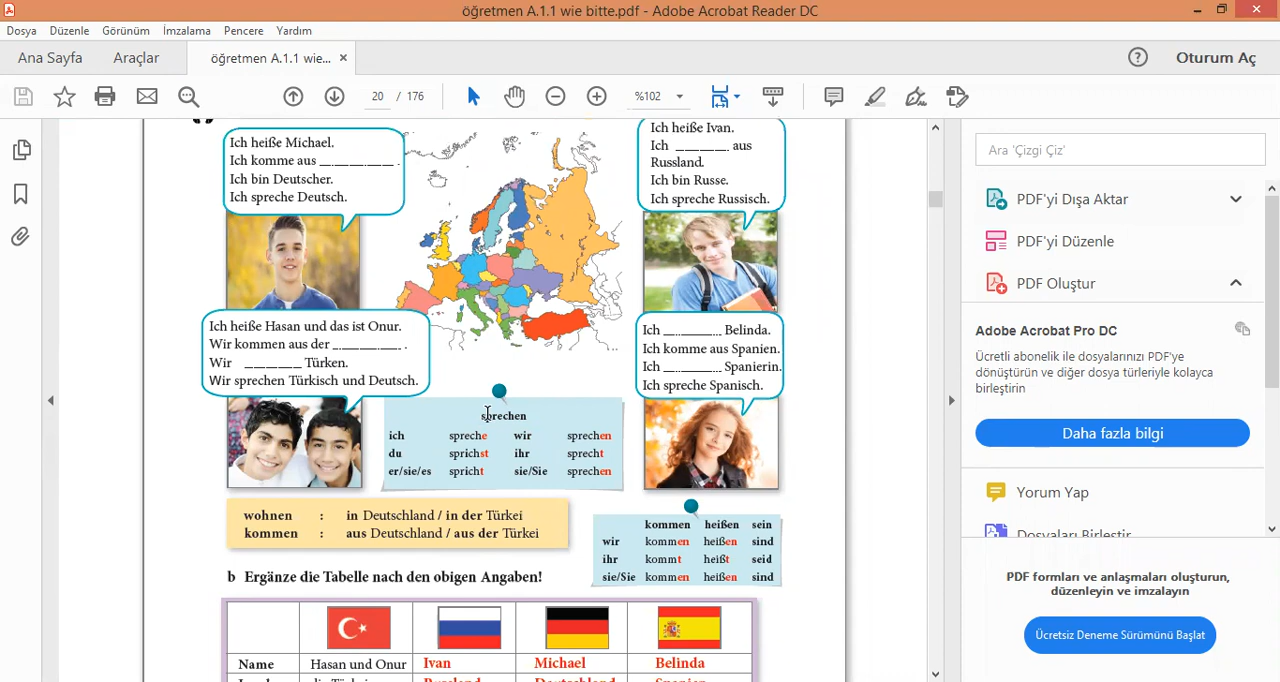 öğretmen A.1.1 wie bitte.pdf - Adobe Acrobat Reader DC
Dosya Düzenle Görünüm İmzalama Pencere Yardım
Ana Sayfa Araçlar öğretmen A.1.1 wie... × Oturum Aç
20 / 176 %102
Ich heiße Michael.
Ich komme aus ____________ .
Ich bin Deutscher.
Ich spreche Deutsch.
Ich heiße Ivan.
Ich _________ aus
Russland.
Ich bin Russe.
Ich spreche Russisch.
Ich heiße Hasan und das ist Onur.
Wir kommen aus der ___________ .
Wir _________ Türken.
Wir sprechen Türkisch und Deutsch.
Ich _________ Belinda.
Ich komme aus Spanien.
Ich _________ Spanierin.
Ich spreche Spanisch.
sprechen
ich spreche wir sprechen
du sprichst ihr sprecht
er/sie/es spricht sie/Sie sprechen
wohnen : in Deutschland / in der Türkei
kommen : aus Deutschland / aus der Türkei
kommen heißen sein
wir kommen heißen sind
ihr kommt heißt seid
sie/Sie kommen heißen sind
b Ergänze die Tabelle nach den obigen Angaben!
Name Hasan und Onur Ivan Michael Belinda
Ara 'Çizgi Çiz'
PDF'yi Dışa Aktar
PDF'yi Düzenle
PDF Oluştur
Adobe Acrobat Pro DC
Ücretli abonelik ile dosyalarınızı PDF'ye
dönüştürün ve diğer dosya türleriyle kolayca
birleştirin
Daha fazla bilgi
Yorum Yap
Dosyaları Birleştir
PDF formları ve anlaşmaları oluşturun,
düzenleyin ve imzalayın
Ücretsiz Deneme Sürümünü Başlat